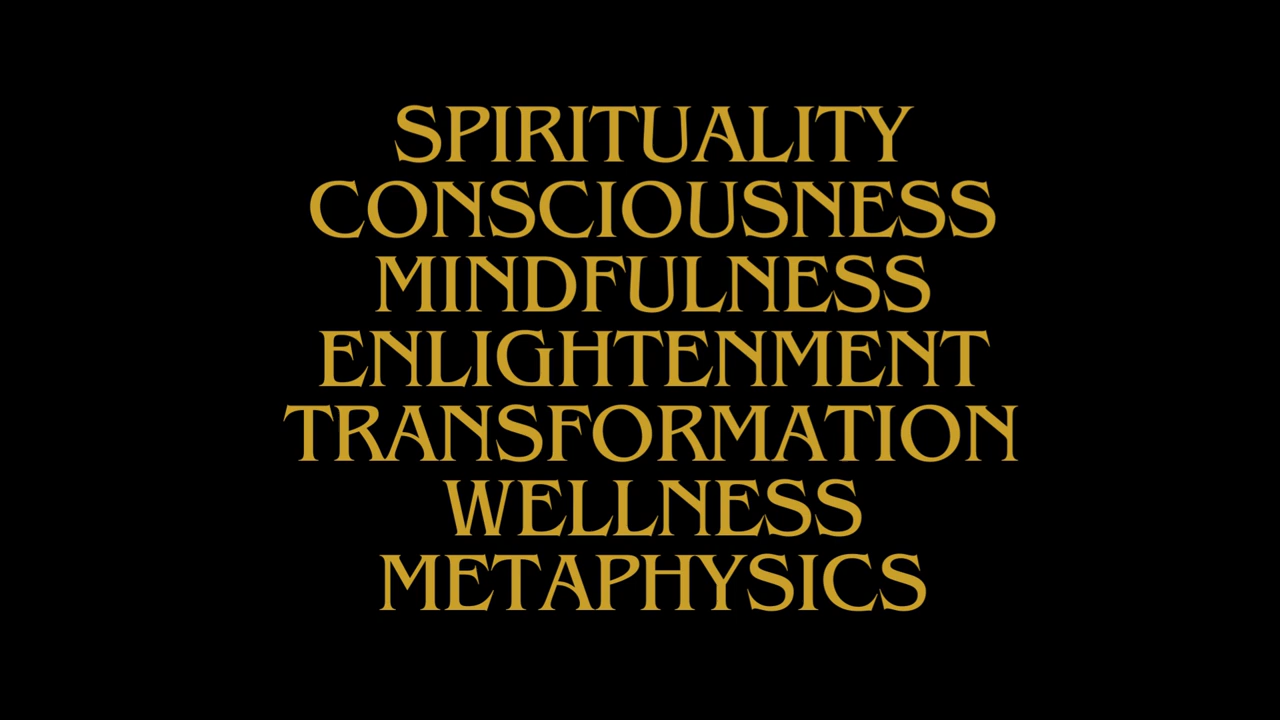 SPIRITUALITY
CONSCIOUSNESS
MINDFULNESS
ENLIGHTENMENT
TRANSFORMATION
WELLNESS
METAPHYSICS